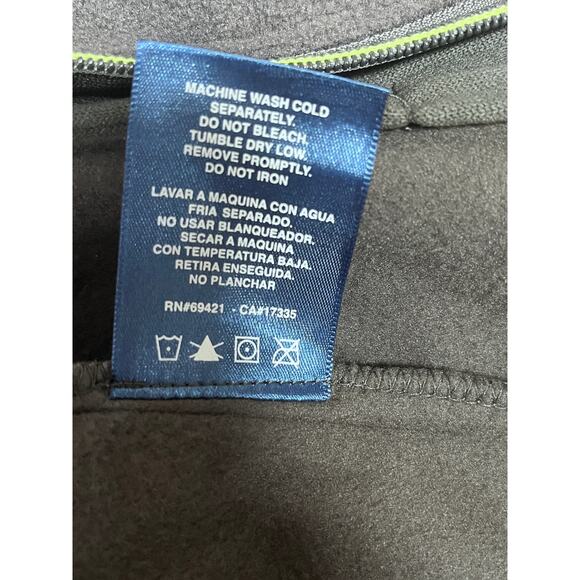 MACHINE WASH COLD
SEPARATELY.
DO NOT BLEACH.
TUMBLE DRY LOW.
REMOVE PROMPTLY.
DO NOT IRON
LAVAR A MAQUINA CON AGUA
FRIA SEPARADO.
NO USAR BLANQUEADOR.
SECAR A MAQUINA
CON TEMPERATURA BAJA.
RETIRA ENSEGUIDA.
NO PLANCHAR
RN#69421 - CA#17335